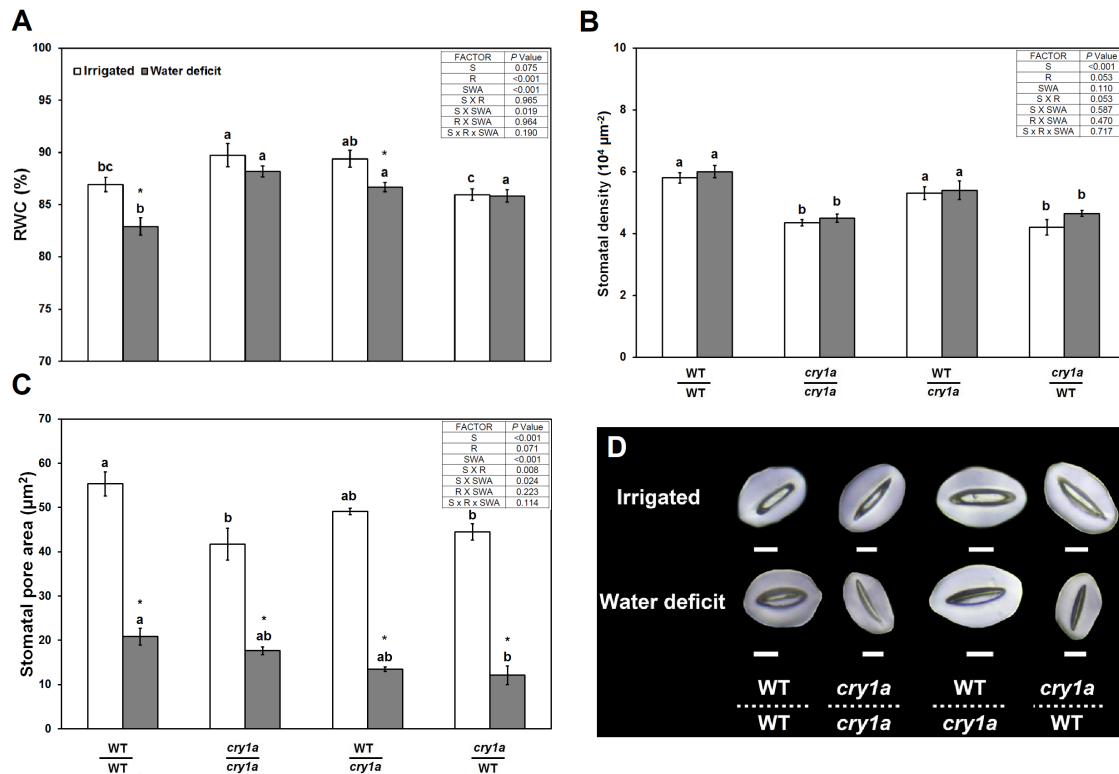 A
100
95
90
85
80
75
70
RWC (%)
Irrigated Water deficit
FACTOR P Value
S 0.075
R <0.001
SWA <0.001
S X R 0.965
S X SWA 0.019
R X SWA 0.964
S x R x SWA 0.190
bc * b a a ab * a c a
B
10
8
6
4
2
0
Stomatal density (10⁴ µm⁻²)
FACTOR P Value
S <0.001
R 0.053
SWA 0.110
S X R 0.053
S X SWA 0.587
R X SWA 0.470
S x R x SWA 0.717
a a b b a a b b
WT cry1a WT cry1a
WT cry1a cry1a WT
C
70
60
50
40
30
20
10
0
Stomatal pore area (µm²)
FACTOR P Value
S <0.001
R 0.071
SWA <0.001
S X R 0.008
S X SWA 0.024
R X SWA 0.223
S x R x SWA 0.114
a * a b * ab ab * ab b * b
WT cry1a WT cry1a
WT cry1a cry1a WT
D
Irrigated
Water deficit
WT cry1a WT cry1a
WT cry1a cry1a WT